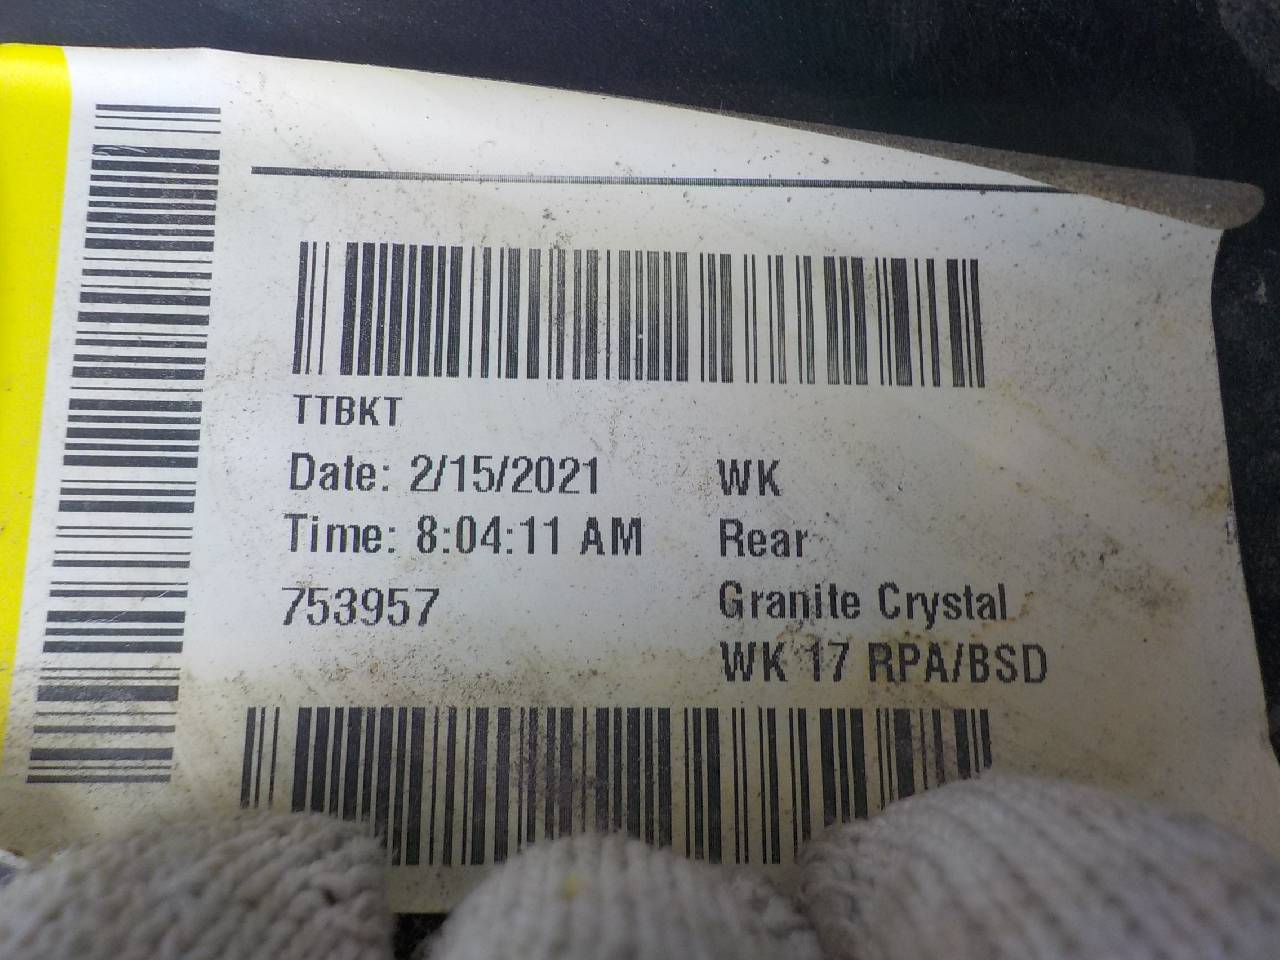 TTBKT
Date: 2/15/2021
WK
Time: 8:04:11 AM
Rear
753957
Granite Crystal
WK 17 RPA/BSD